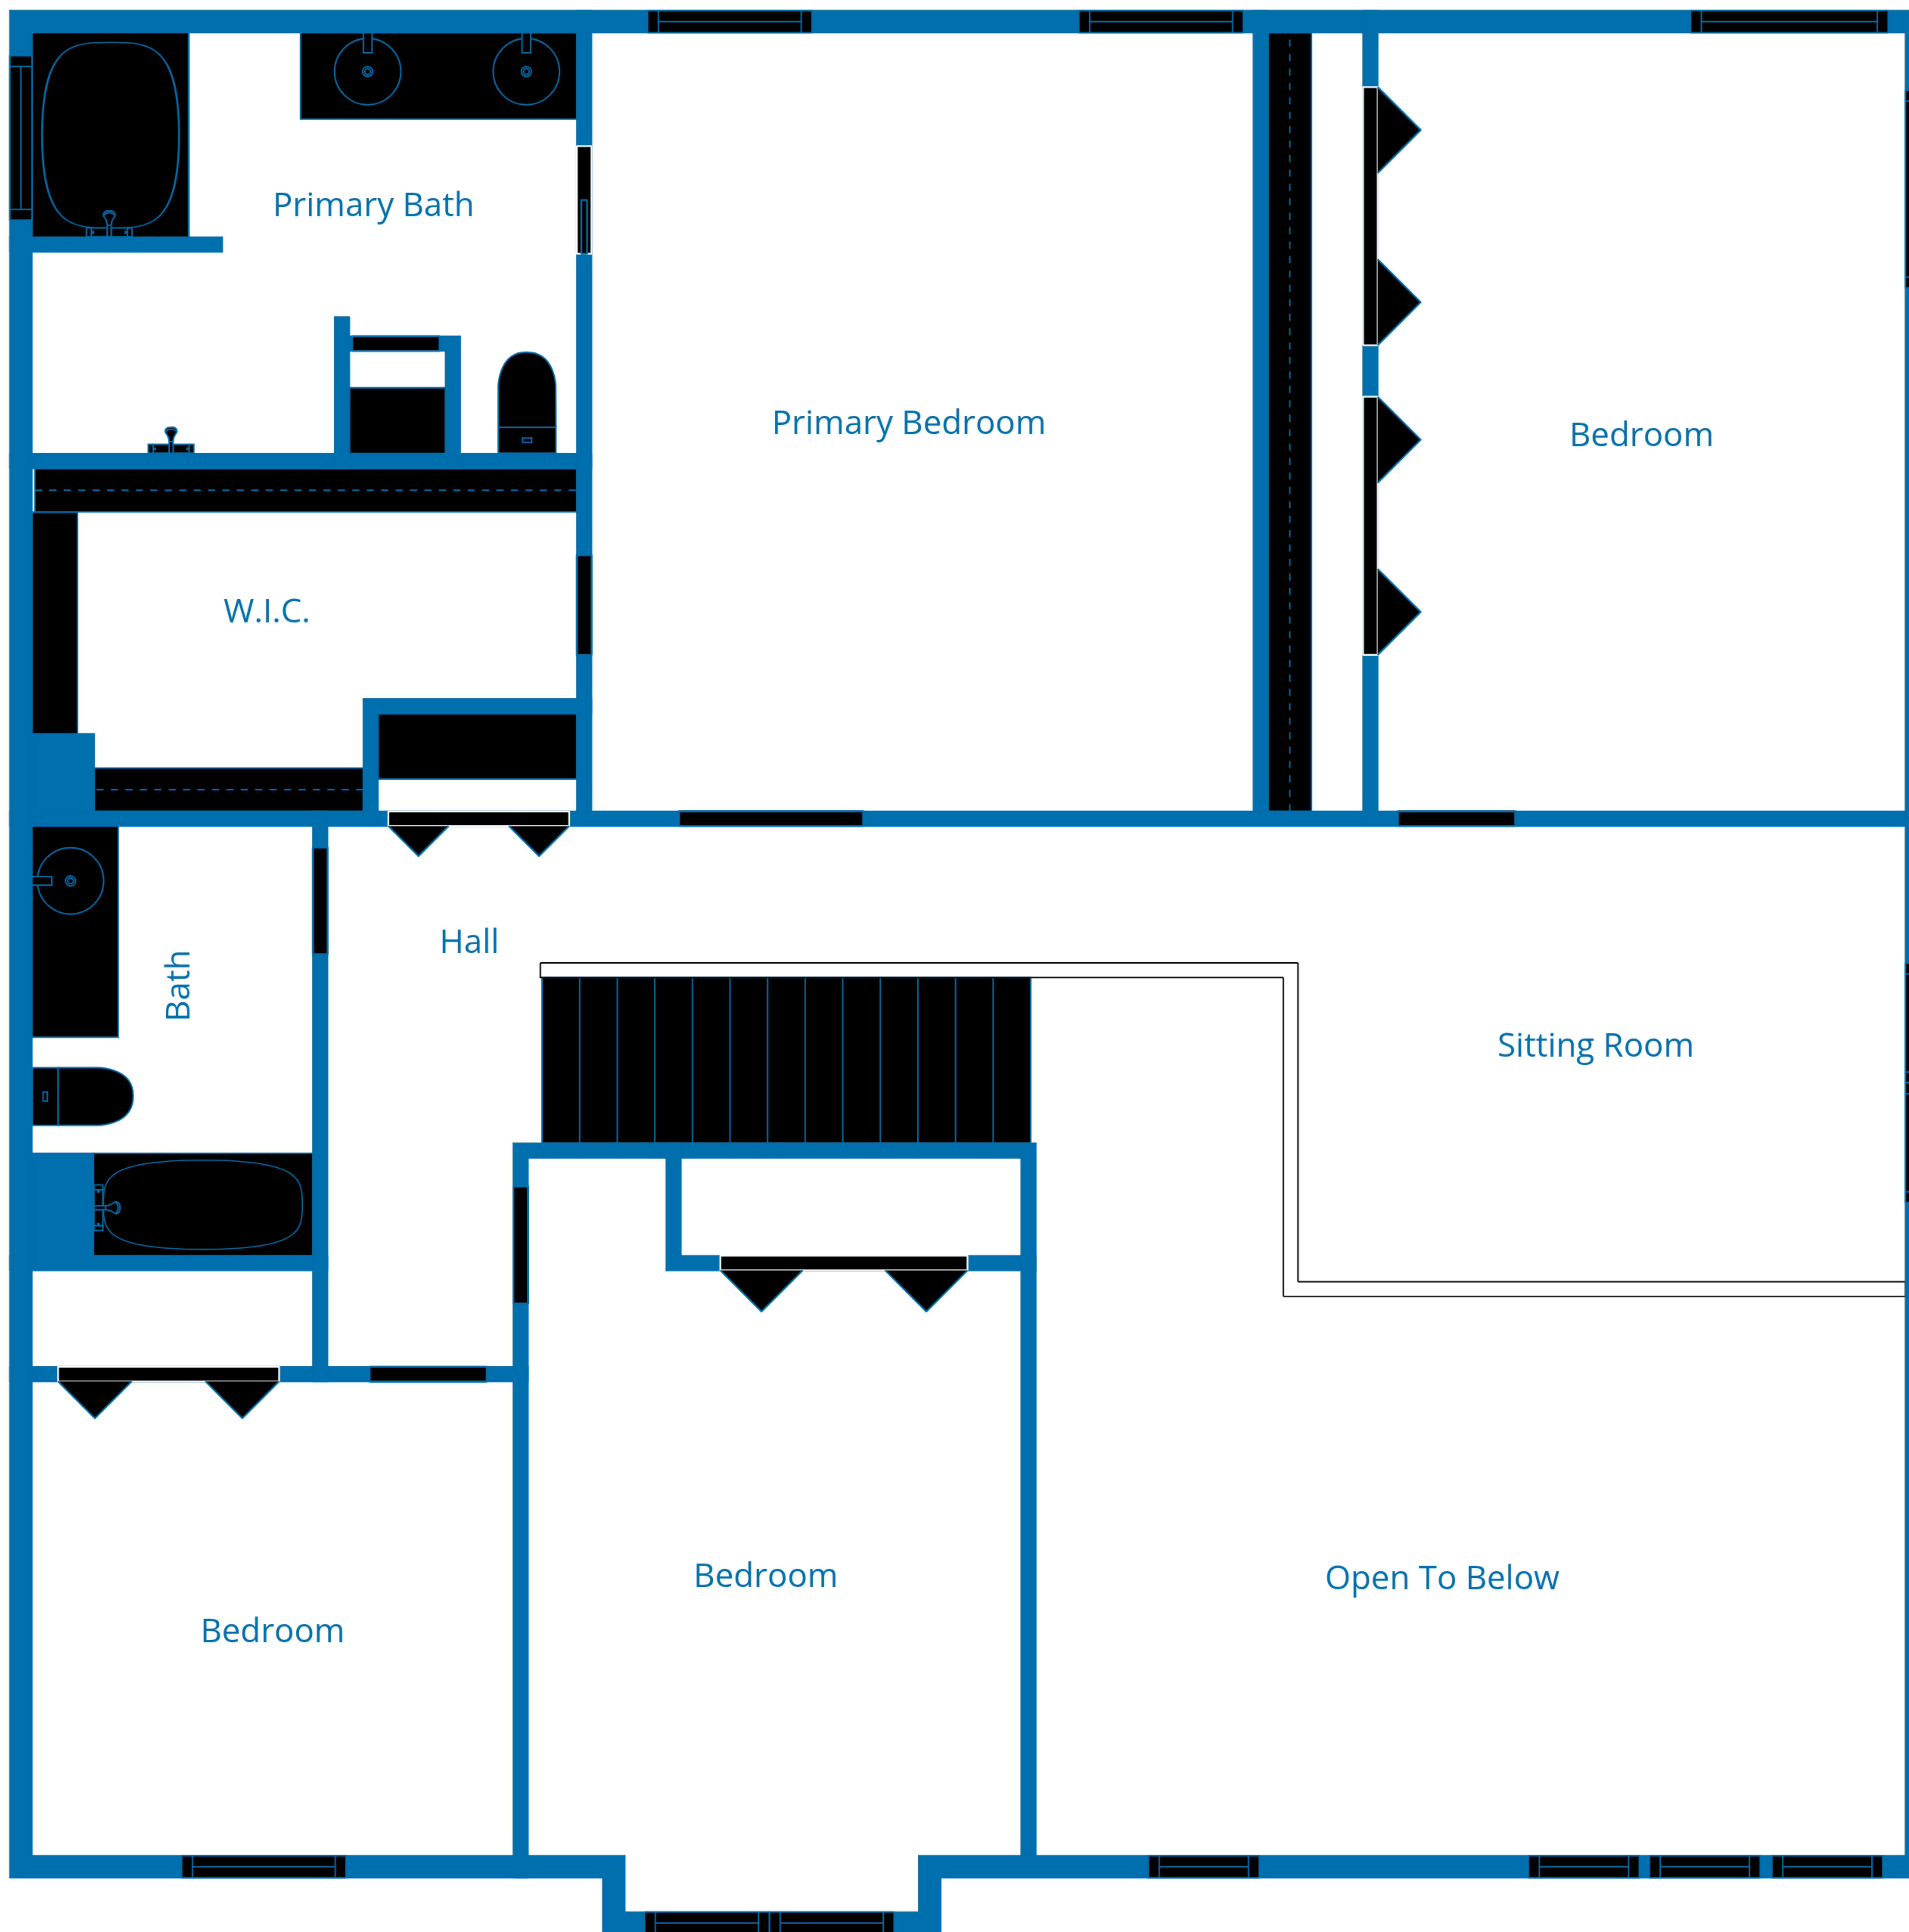 Primary Bath
Primary Bedroom
Bedroom
W.I.C.
Hall
Bath
Sitting Room
Bedroom
Open To Below
Bedroom